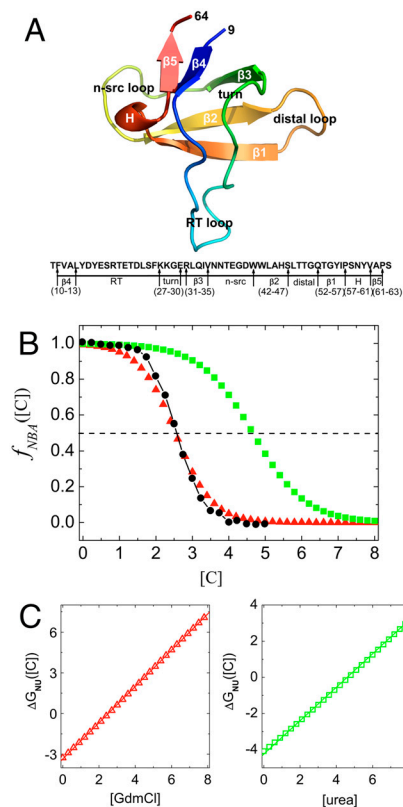 A
64
9
β5
β4
β3
n-src loop
turn
H
β2
distal loop
β1
RT loop
TFVALYDYESRTETDLSFKKGERLQIVNNTEGDWWLAHSLTTGQTGYIPSNYVAPS
β4 RT turn β3 n-src β2 distal β1 H β5
(10-13) (27-30) (31-35) (42-47) (52-57) (57-61) (61-63)
B
f_NBA([C])
1.0
0.8
0.6
0.4
0.2
0.0
0 1 2 3 4 5 6 7 8
[C]
C
ΔG_NU([C])
6
3
0
-3
0 2 4 6 8
[GdmCl]
ΔG_NU([C])
4
2
0
-2
-4
0 2 4 6
[urea]